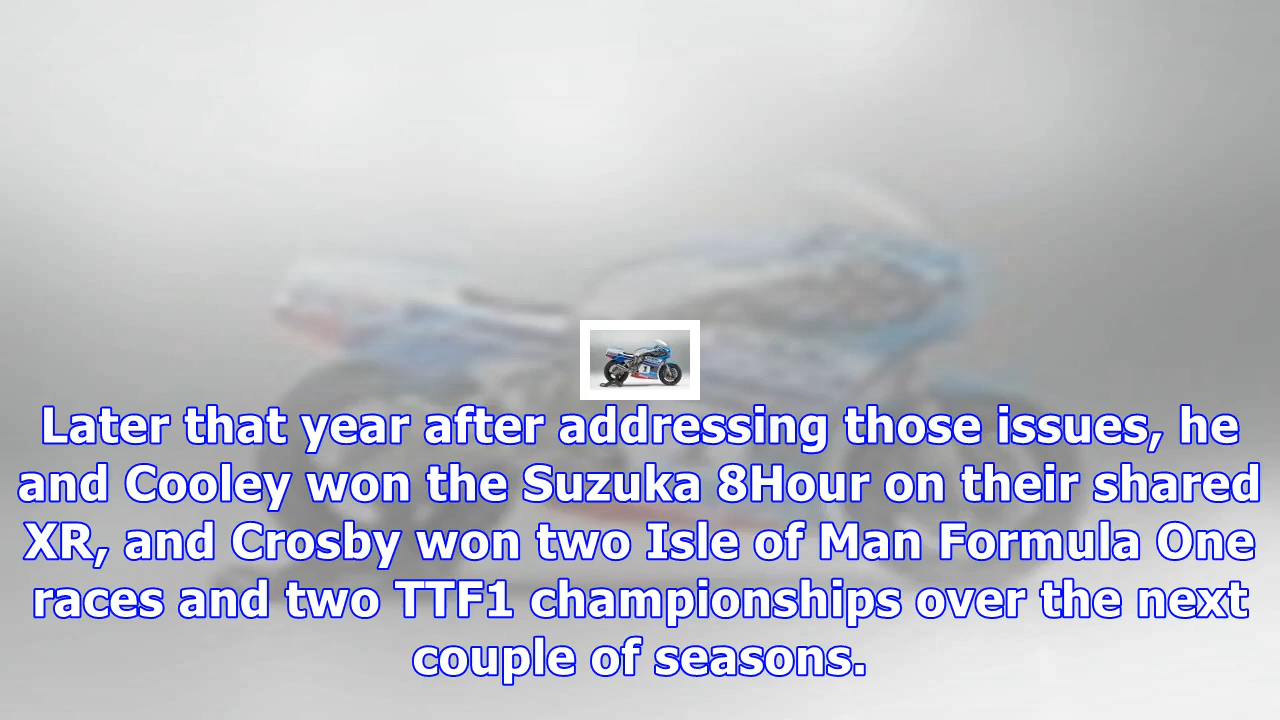 Later that year after addressing those issues, he
and Cooley won the Suzuka 8Hour on their shared
XR, and Crosby won two Isle of Man Formula One
races and two TTF1 championships over the next
couple of seasons.